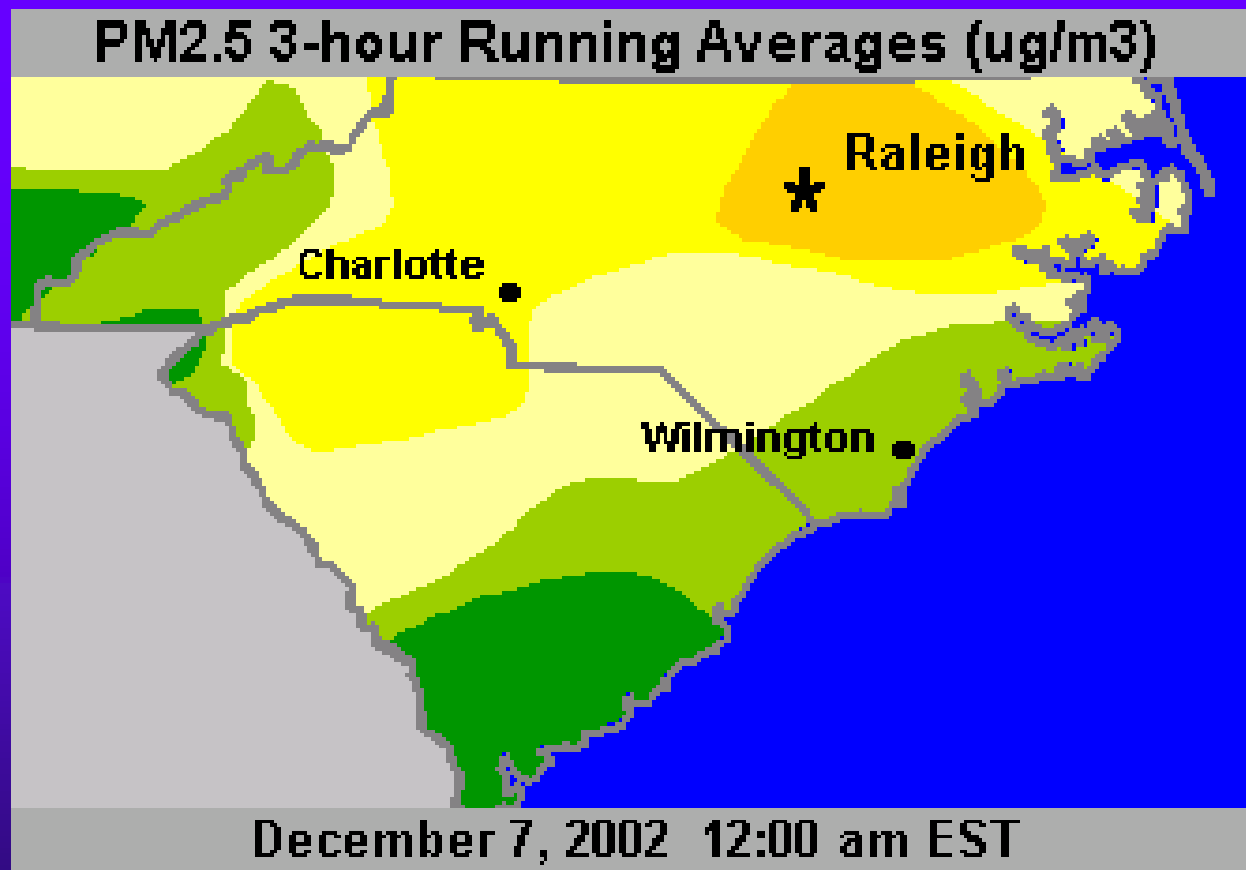 PM2.5 3-hour Running Averages (ug/m3)
Raleigh
Charlotte
Wilmington
December 7, 2002 12:00 am EST